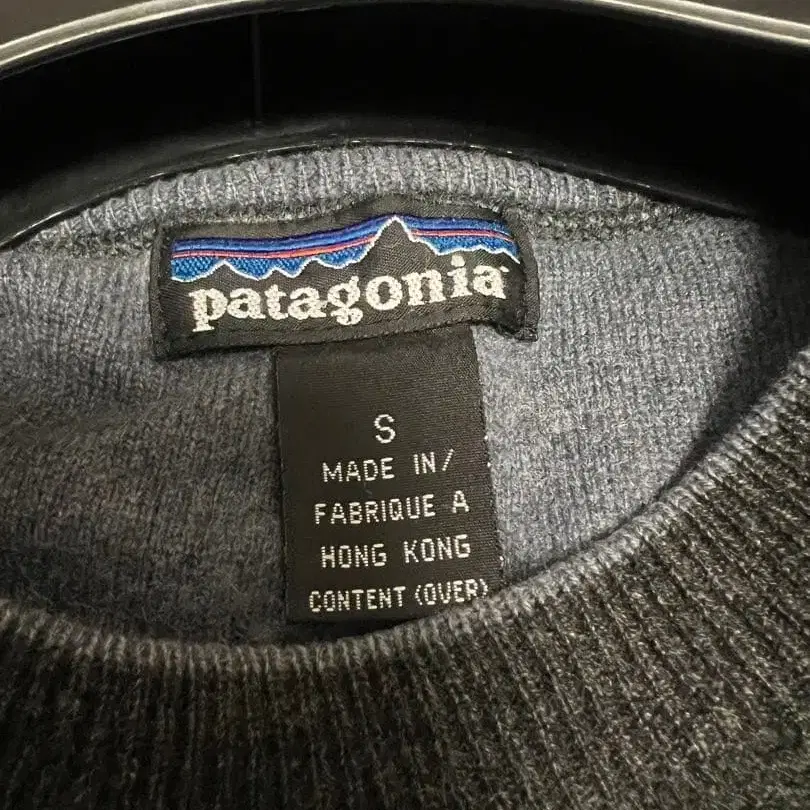 patagonia
S
MADE IN/
FABRIQUE A
HONG KONG
CONTENT (OVER)